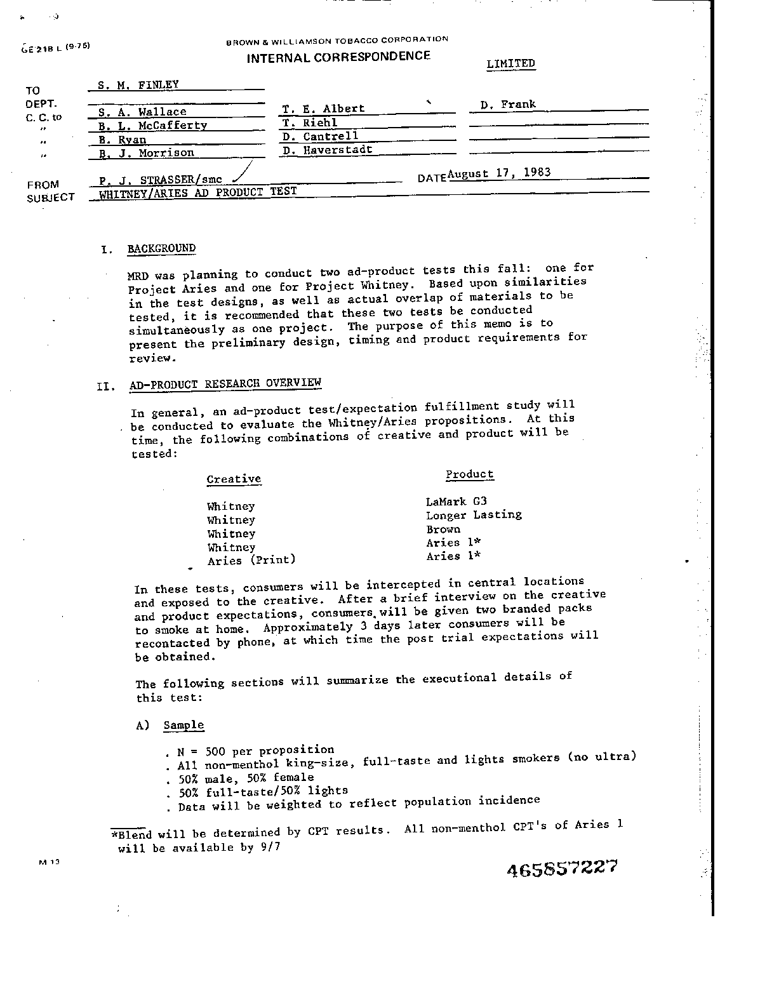 GE 218 L (9-75)
BROWN & WILLIAMSON TOBACCO CORPORATION
INTERNAL CORRESPONDENCE
LIMITED
TO S. M. FINLEY
DEPT.
C. C. to S. A. Wallace T. E. Albert D. Frank
" B. L. McCafferty T. Riehl
" B. Ryan D. Cantrell
" B. J. Morrison D. Haverstadt
FROM P. J. STRASSER/smc DATE August 17, 1983
SUBJECT WHITNEY/ARIES AD PRODUCT TEST
I. BACKGROUND
MRD was planning to conduct two ad-product tests this fall: one for
Project Aries and one for Project Whitney. Based upon similarities
in the test designs, as well as actual overlap of materials to be
tested, it is recommended that these two tests be conducted
simultaneously as one project. The purpose of this memo is to
present the preliminary design, timing and product requirements for
review.
II. AD-PRODUCT RESEARCH OVERVIEW
In general, an ad-product test/expectation fulfillment study will
be conducted to evaluate the Whitney/Aries propositions. At this
time, the following combinations of creative and product will be
tested:
Creative Product
Whitney LaMark G3
Whitney Longer Lasting
Whitney Brown
Whitney Aries 1*
Aries (Print) Aries 1*
In these tests, consumers will be intercepted in central locations
and exposed to the creative. After a brief interview on the creative
and product expectations, consumers will be given two branded packs
to smoke at home. Approximately 3 days later consumers will be
recontacted by phone, at which time the post trial expectations will
be obtained.
The following sections will summarize the executional details of
this test:
A) Sample
. N = 500 per proposition
. All non-menthol king-size, full-taste and lights smokers (no ultra)
. 50% male, 50% female
. 50% full-taste/50% lights
. Data will be weighted to reflect population incidence
*Blend will be determined by CPT results. All non-menthol CPT's of Aries 1
will be available by 9/7
M 13
465857227